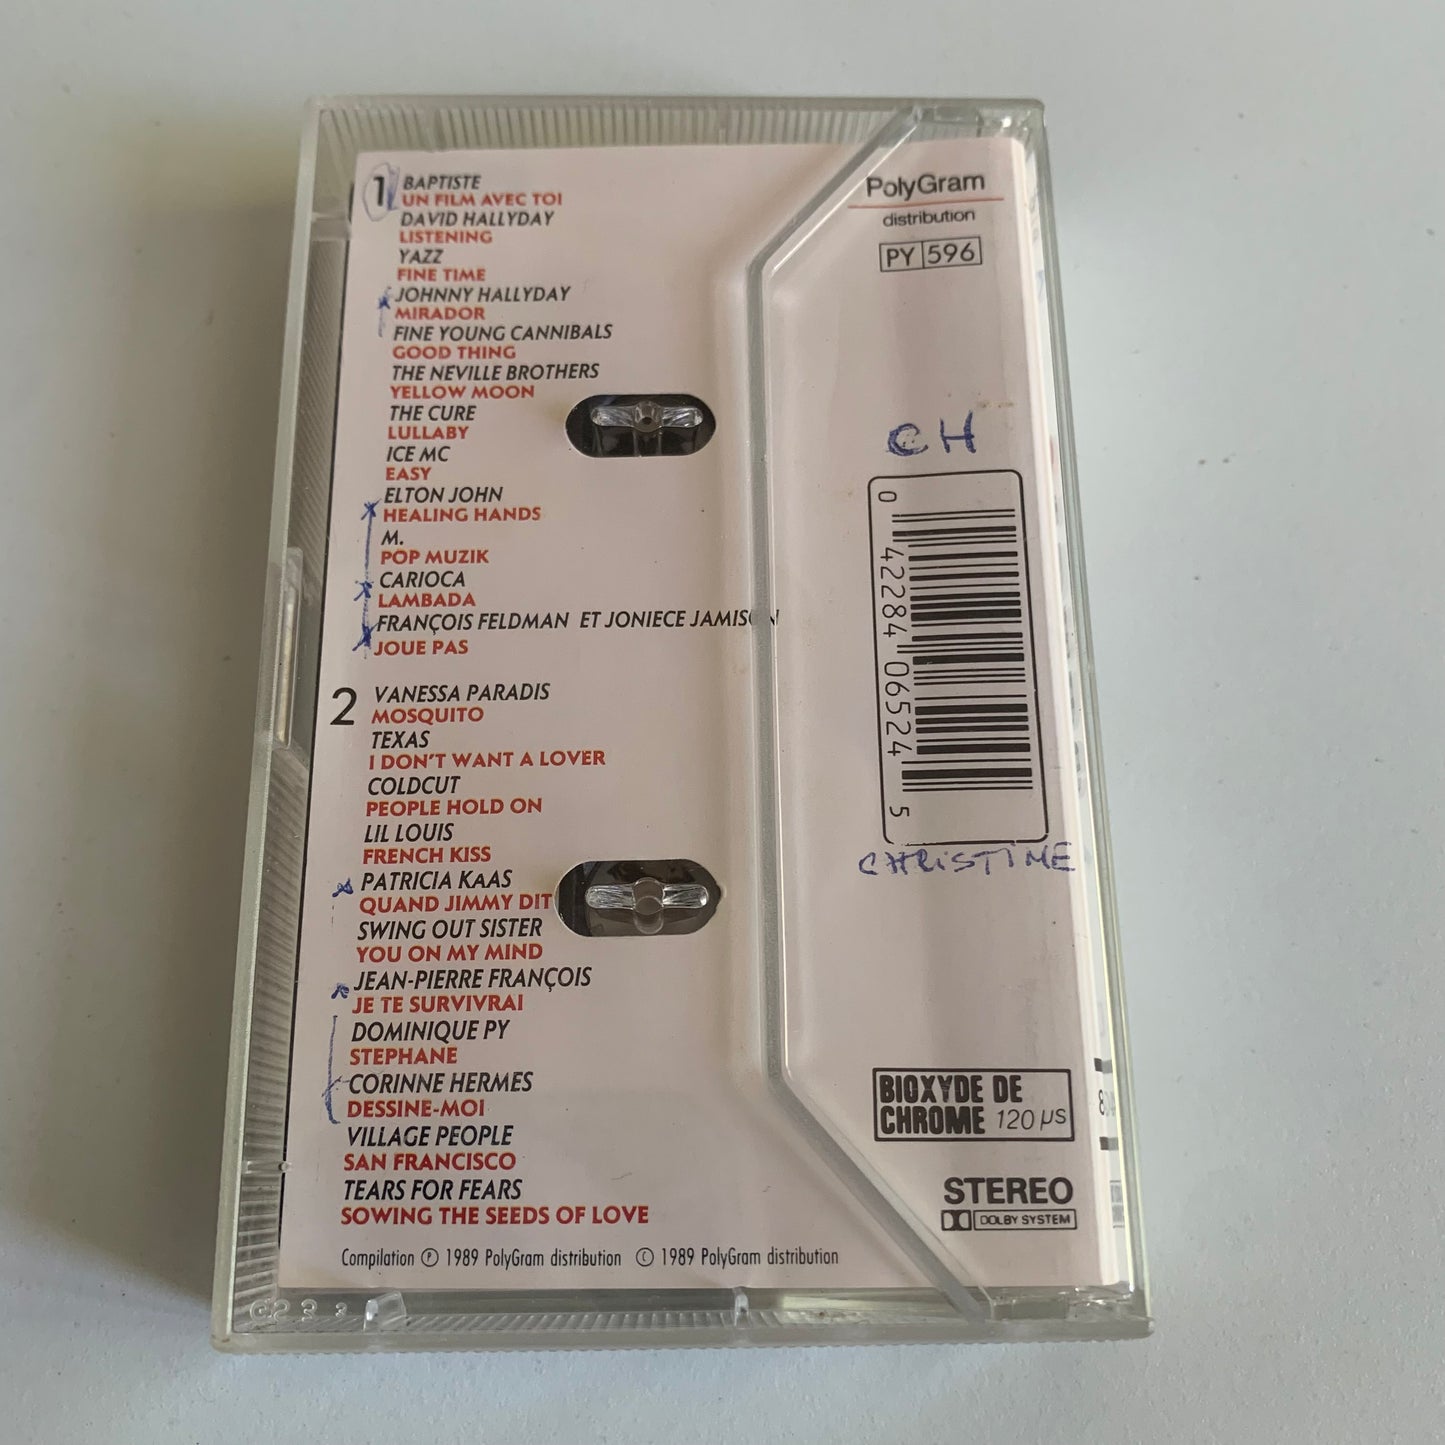 1 BAPTISTE
UN FILM AVEC TOI
DAVID HALLYDAY
LISTENING
YAZZ
FINE TIME
JOHNNY HALLYDAY
MIRADOR
FINE YOUNG CANNIBALS
GOOD THING
THE NEVILLE BROTHERS
YELLOW MOON
THE CURE
LULLABY
ICE MC
EASY
ELTON JOHN
HEALING HANDS
M.
POP MUZIK
CARIOCA
LAMBADA
FRANÇOIS FELDMAN ET JONIECE JAMISON
JOUE PAS
2 VANESSA PARADIS
MOSQUITO
TEXAS
I DON'T WANT A LOVER
COLDCUT
PEOPLE HOLD ON
LIL LOUIS
FRENCH KISS
PATRICIA KAAS
QUAND JIMMY DIT
SWING OUT SISTER
YOU ON MY MIND
JEAN-PIERRE FRANÇOIS
JE TE SURVIVRAI
DOMINIQUE PY
STEPHANE
CORINNE HERMES
DESSINE-MOI
VILLAGE PEOPLE
SAN FRANCISCO
TEARS FOR FEARS
SOWING THE SEEDS OF LOVE
Compilation ℗ 1989 PolyGram distribution © 1989 PolyGram distribution
PolyGram
distribution
PY 596
CH
0 42284 06524 5
CHRISTINE
BIOXYDE DE
CHROME 120 µs
STEREO
DOLBY SYSTEM